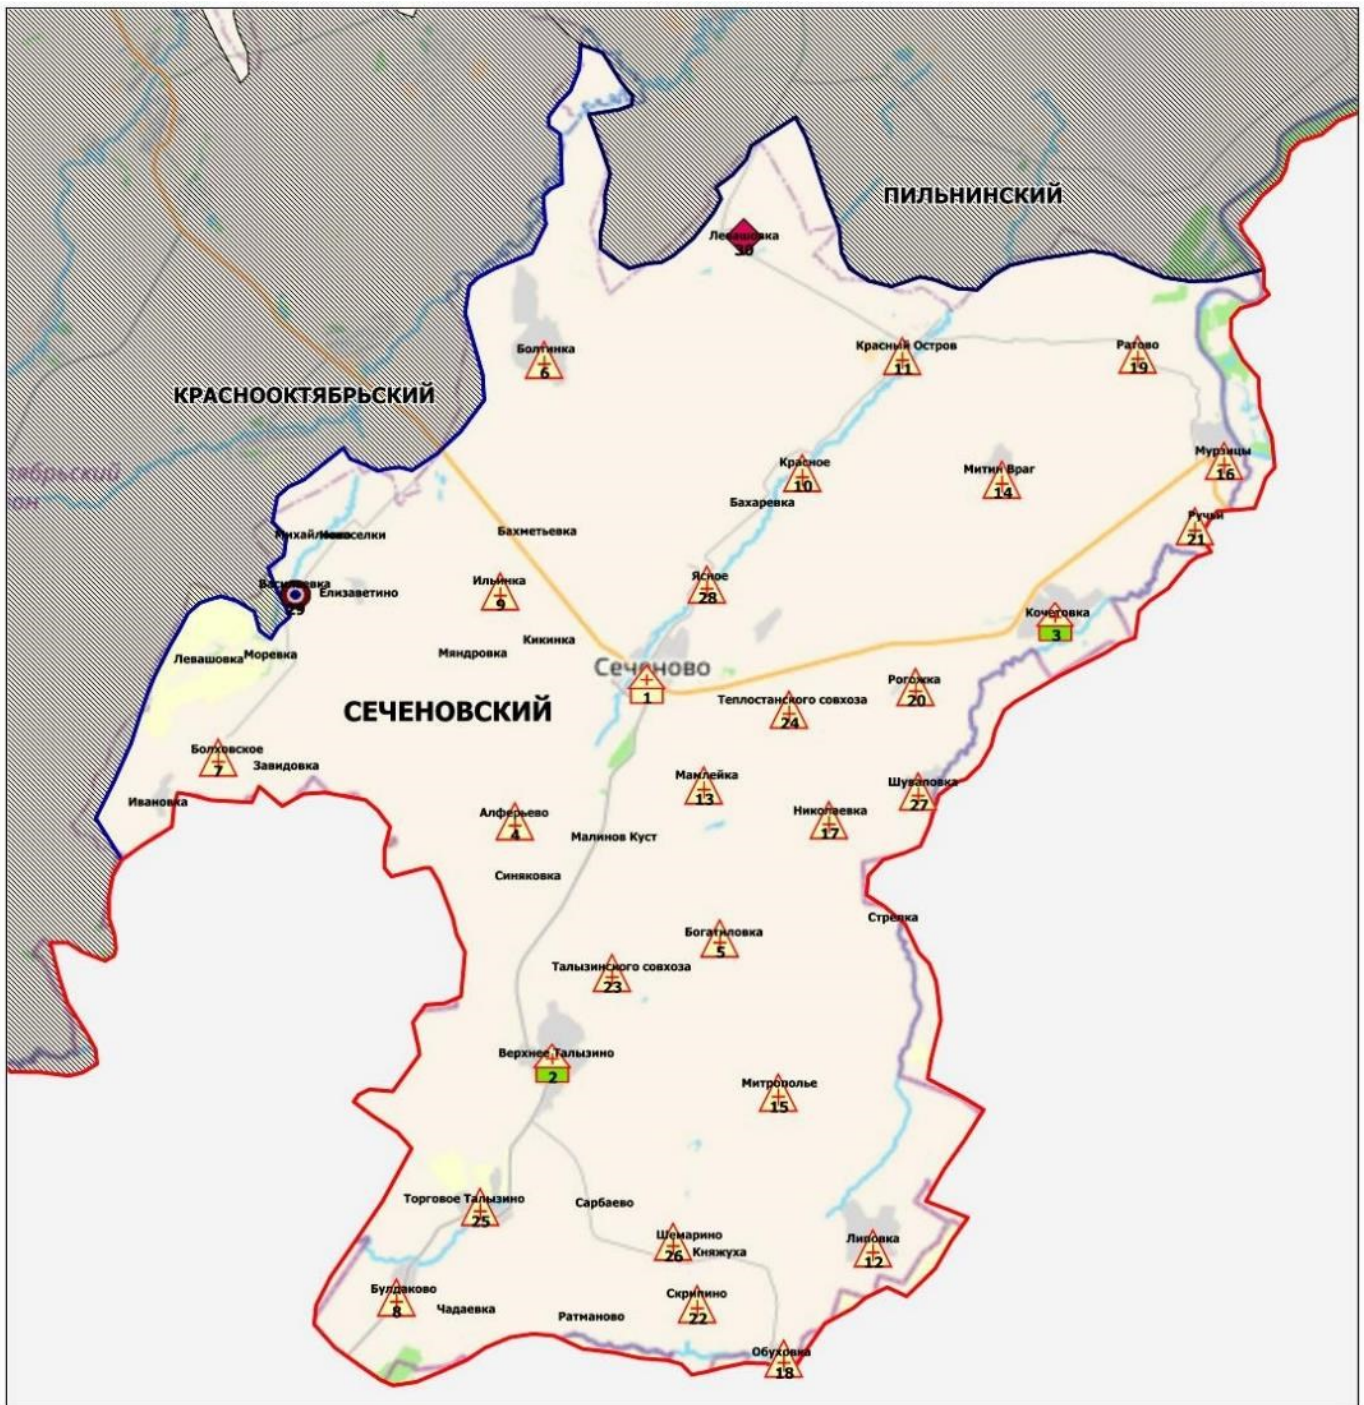 ПИЛЬНИНСКИЙ
Левашовка
30
Болтинка
6
Красный Остров
11
Ратово
19
КРАСНООКТЯБРЬСКИЙ
Мурзицы
16
Красное
10
Митин Враг
14
Бахаревка
Ручьи
21
Бахметьевка
Михайловка
Новоселки
Васильевка
29
Елизаветино
Ильинка
9
Ясное
28
Кочетовка
3
Кикинка
Мяндровка
Левашовка
Моревка
Сеченово
1
Рогожка
20
Теплостанского совхоза
24
СЕЧЕНОВСКИЙ
Болховское
7
Завидовка
Мамлейка
13
Шуваловка
27
Ивановка
Алферьево
4
Николаевка
17
Малинов Куст
Синяковка
Стрелка
Богатиловка
5
Талызинского совхоза
23
Верхнее Талызино
2
Митрополье
15
Торговое Талызино
25
Сарбаево
Шемарино
26
Княжуха
Липовка
12
Булдаково
8
Чадаевка
Скрипино
22
Ратманово
Обуховка
18